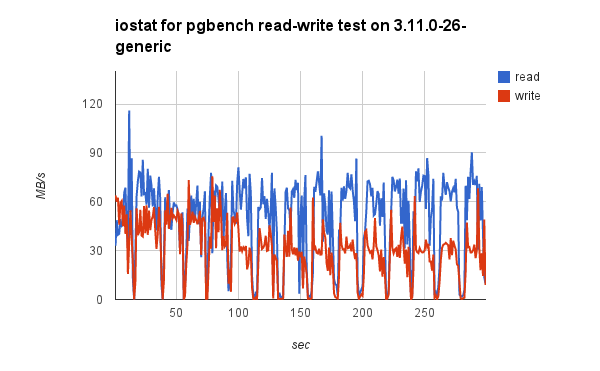 iostat for pgbench read-write test on 3.11.0-26-
generic
read
write
120
90
60
30
0
MB/s
50
100
150
200
250
sec